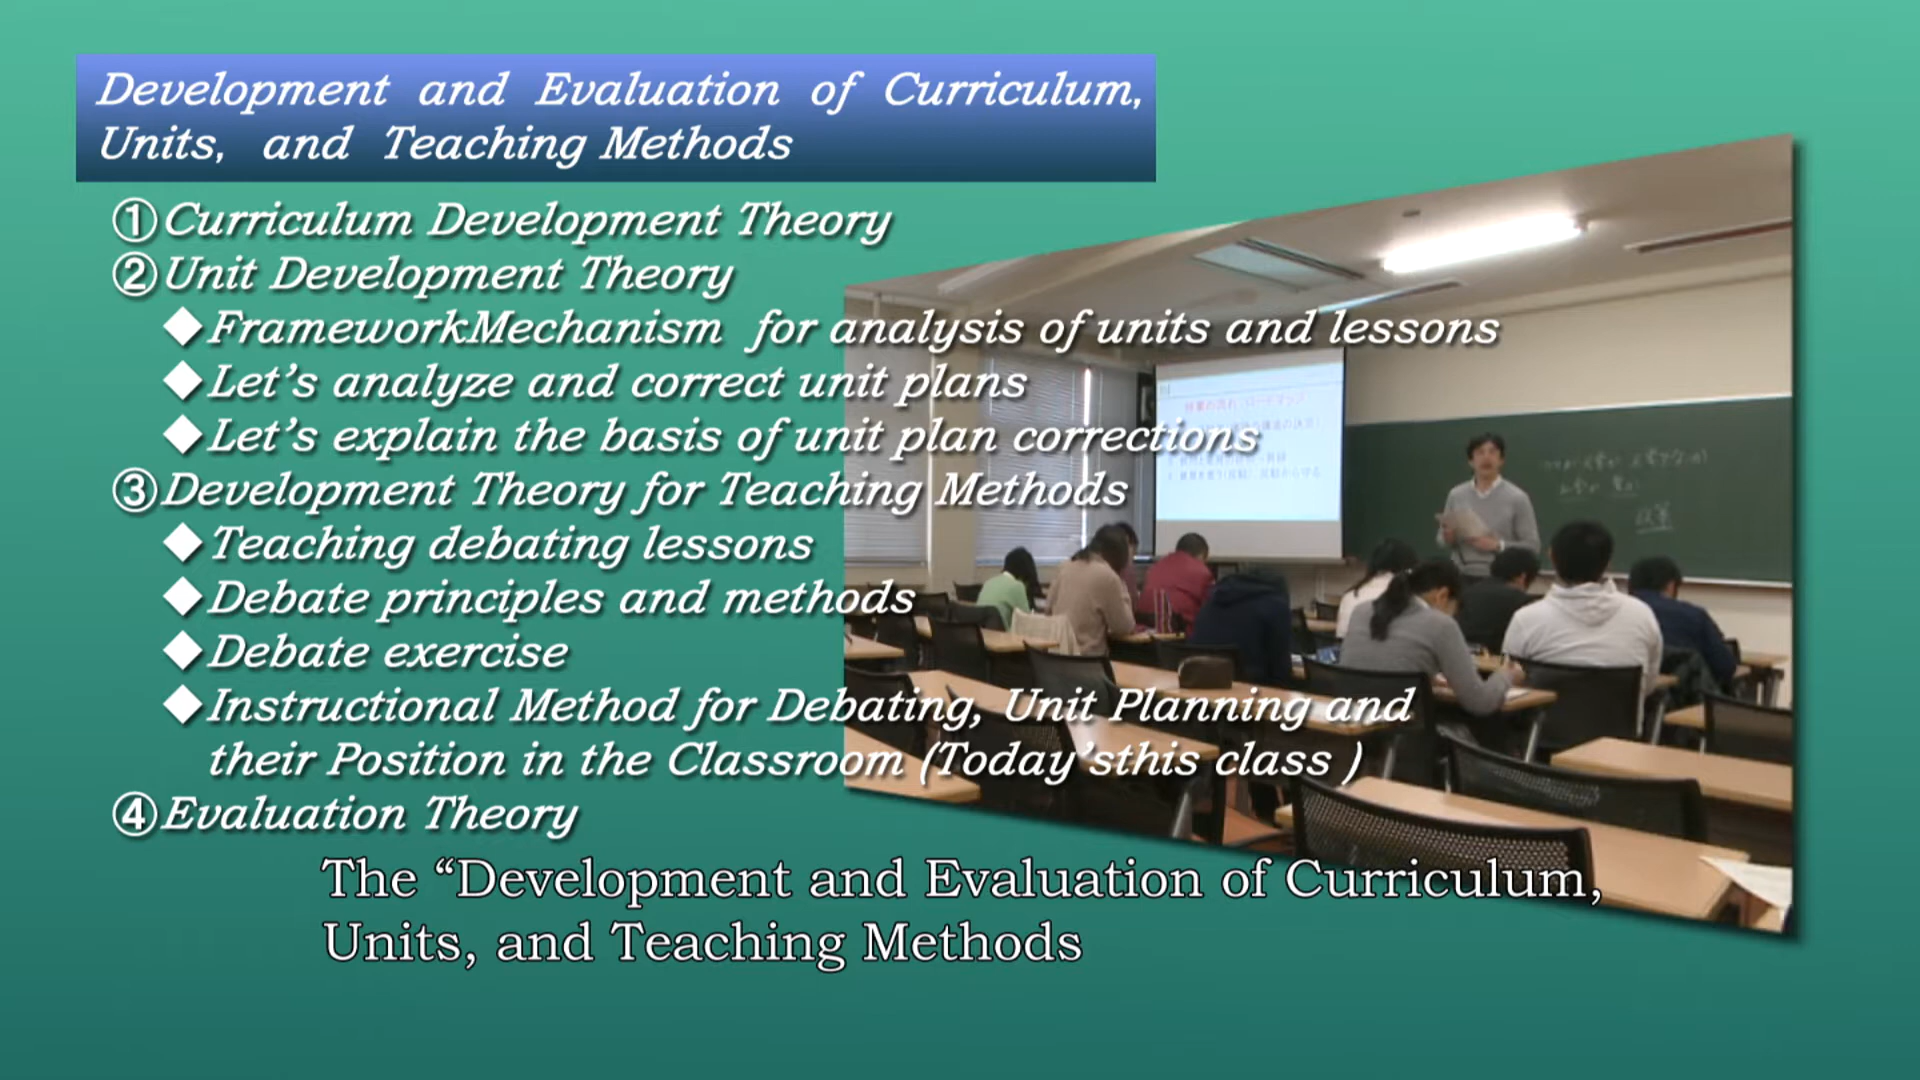 Development and Evaluation of Curriculum,
Units, and Teaching Methods
①Curriculum Development Theory
②Unit Development Theory
◆FrameworkMechanism for analysis of units and lessons
◆Let's analyze and correct unit plans
◆Let's explain the basis of unit plan corrections
③Development Theory for Teaching Methods
◆Teaching debating lessons
◆Debate principles and methods
◆Debate exercise
◆Instructional Method for Debating, Unit Planning and
their Position in the Classroom (Today'sthis class )
④Evaluation Theory
The “Development and Evaluation of Curriculum,
Units, and Teaching Methods